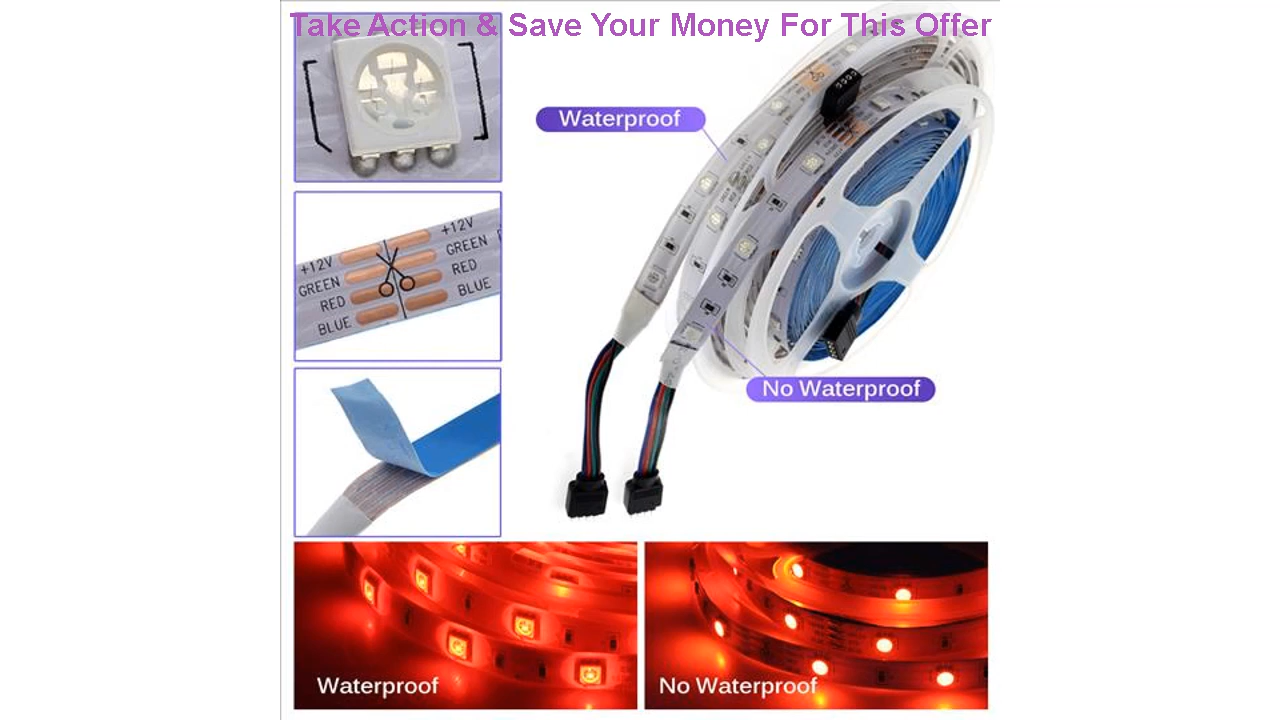 Take Action & Save Your Money For This Offer
Waterproof
+12V
+12V
GREEN
GREEN
RED
RED
BLUE
BLUE
No Waterproof
Waterproof
No Waterproof